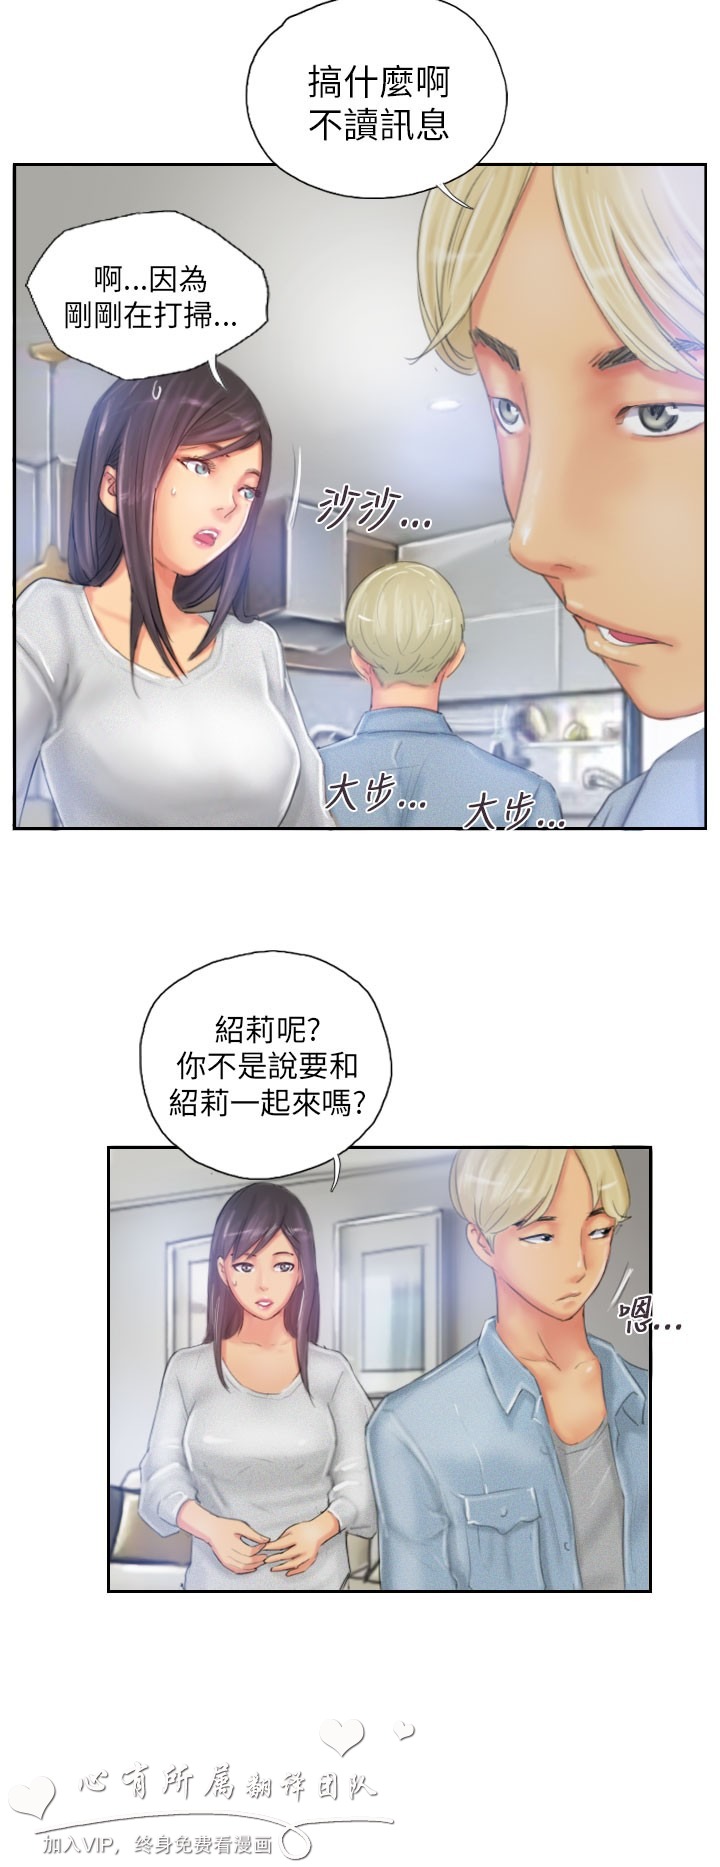 搞什麼啊
不讀訊息
啊...因為
剛剛在打掃...
沙沙...
大步...
大步...
紹莉呢?
你不是說要和
紹莉一起來嗎?
嗯...
心有所属翻译团队
加入VIP，终身免费看漫画